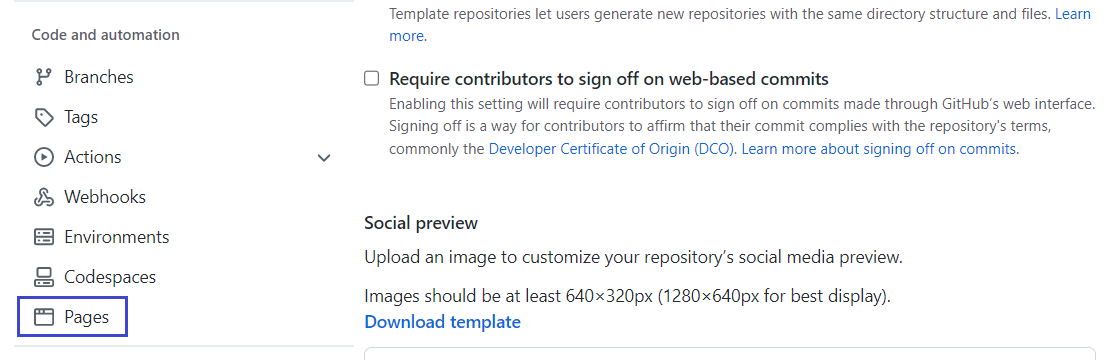 Code and automation
Branches
Tags
Actions
Webhooks
Environments
Codespaces
Pages
Template repositories let users generate new repositories with the same directory structure and files. Learn
more.
Require contributors to sign off on web-based commits
Enabling this setting will require contributors to sign off on commits made through GitHub’s web interface.
Signing off is a way for contributors to affirm that their commit complies with the repository's terms,
commonly the Developer Certificate of Origin (DCO). Learn more about signing off on commits.
Social preview
Upload an image to customize your repository’s social media preview.
Images should be at least 640×320px (1280×640px for best display).
Download template